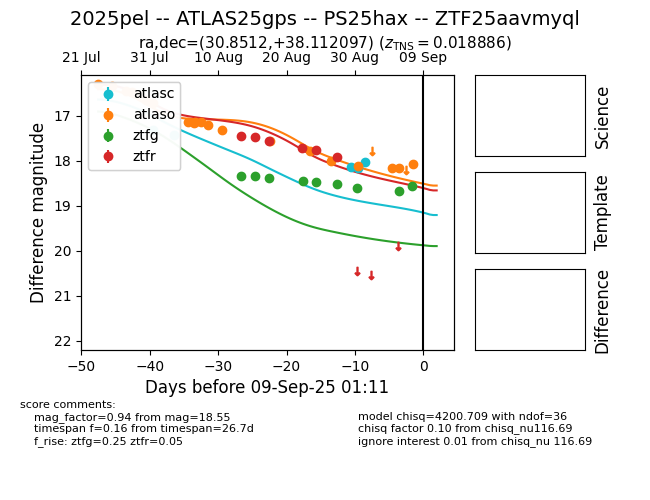 2025pel -- ATLAS25gps -- PS25hax -- ZTF25aavmyql
ra,dec=(30.8512,+38.112097) (zTNS = 0.018886)
21 Jul 31 Jul 10 Aug 20 Aug 30 Aug 09 Sep
atlasc
atlaso
ztfg
ztfr
17
18
19
20
21
22
Difference magnitude
−50 −40 −30 −20 −10 0
Days before 09-Sep-25 01:11
Science
Template
Difference
score comments:
mag_factor=0.94 from mag=18.55
timespan f=0.16 from timespan=26.7d
f_rise: ztfg=0.25 ztfr=0.05
model chisq=4200.709 with ndof=36
chisq factor 0.10 from chisq_nu116.69
ignore interest 0.01 from chisq_nu 116.69